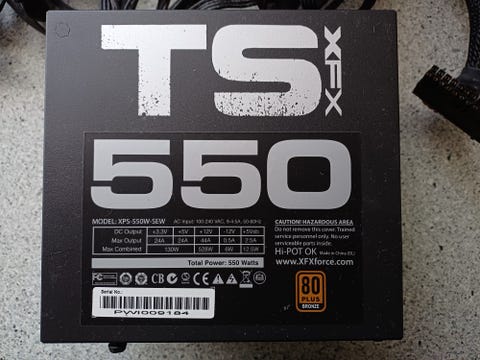 TS XFX
550
MODEL: XPS-550W-SEW AC Input: 100-240 VAC, 9-4.5A, 50-60Hz
DC Output +3.3V +5V +12V -12V +5Vsb
Max Output 24A 24A 44A 0.5A 2.5A
Max Combined 130W 528W 6W 12.5W
Total Power: 550 Watts
CAUTION! HAZARDOUS AREA
Do not remove this cover. Trained
service personnel only. No user
serviceable parts inside.
Hi-POT OK Made in China
www.XFXforce.com
Serial No.:
PWI009184
80
PLUS
BRONZE